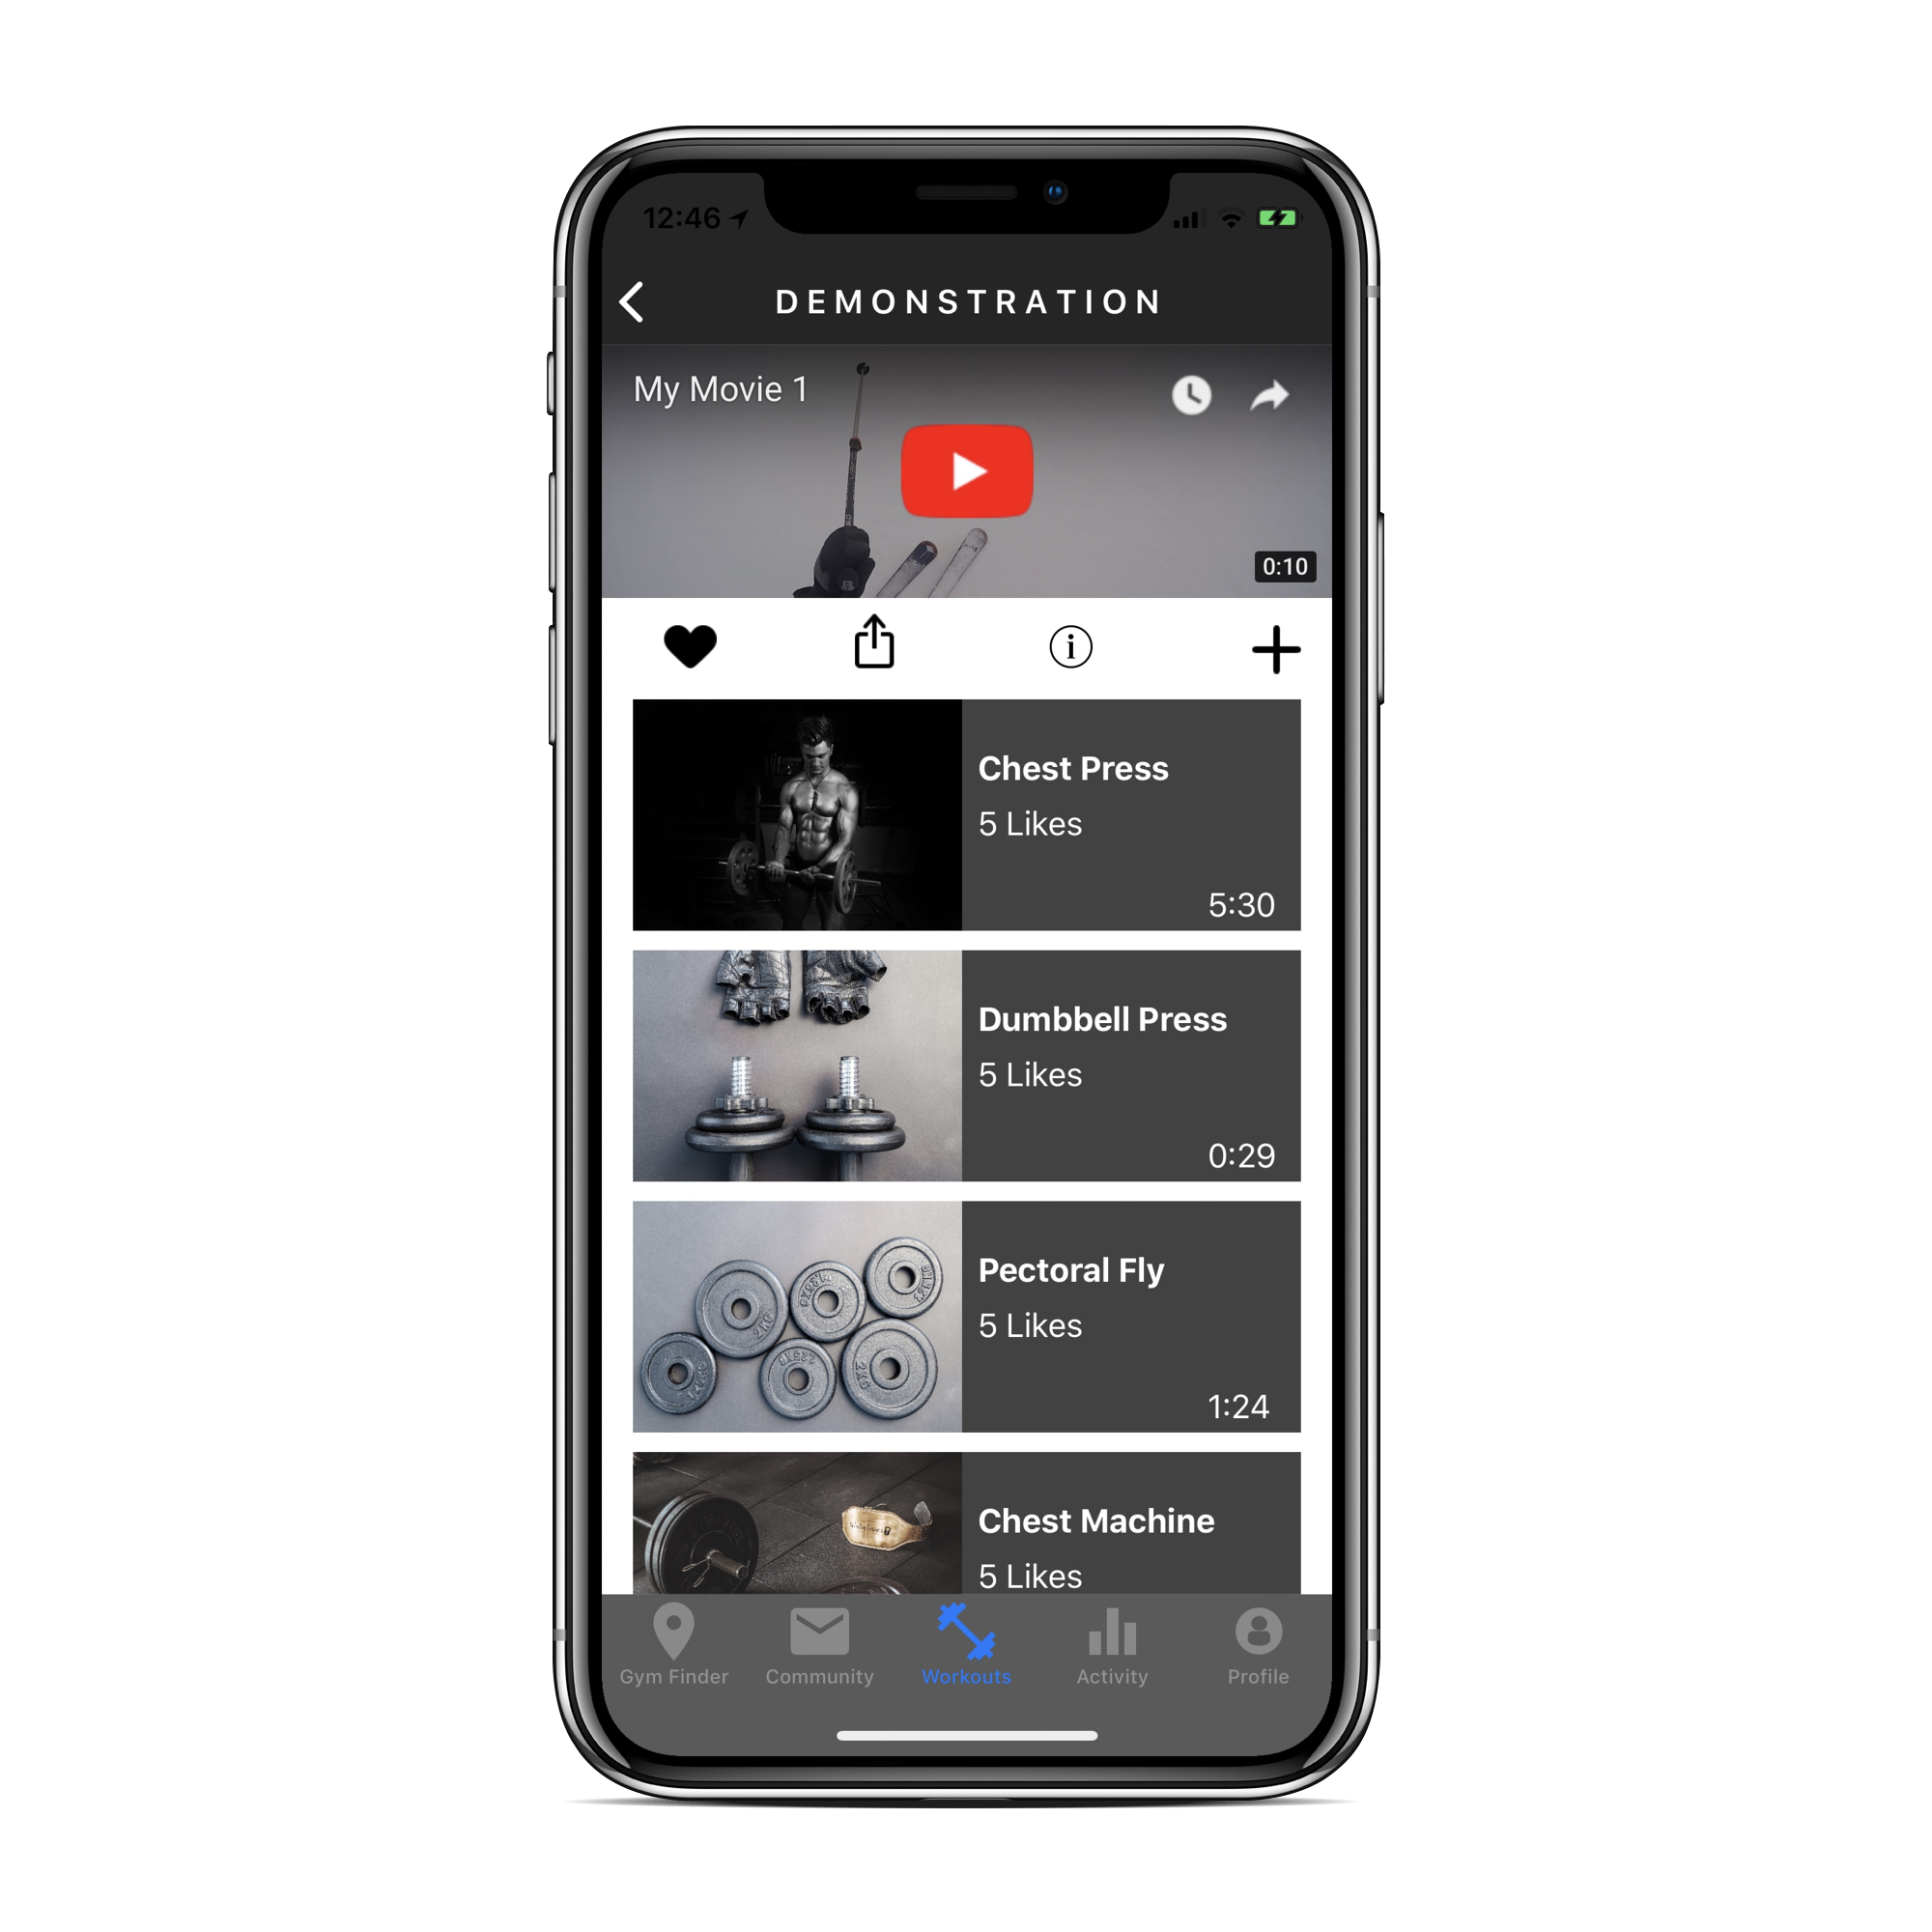 12:46
DEMONSTRATION
My Movie 1
0:10
Chest Press
5 Likes
5:30
Dumbbell Press
5 Likes
0:29
Pectoral Fly
5 Likes
1:24
Chest Machine
5 Likes
Gym Finder
Community
Workouts
Activity
Profile